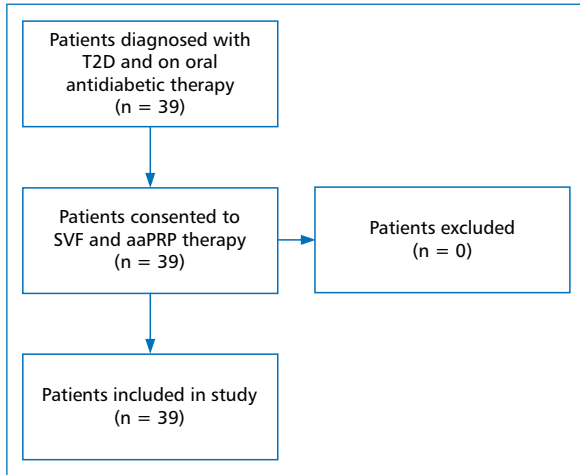 Patients diagnosed with
T2D and on oral
antidiabetic therapy
(n = 39)
Patients consented to
SVF and aaPRP therapy
(n = 39)
Patients excluded
(n = 0)
Patients included in study
(n = 39)